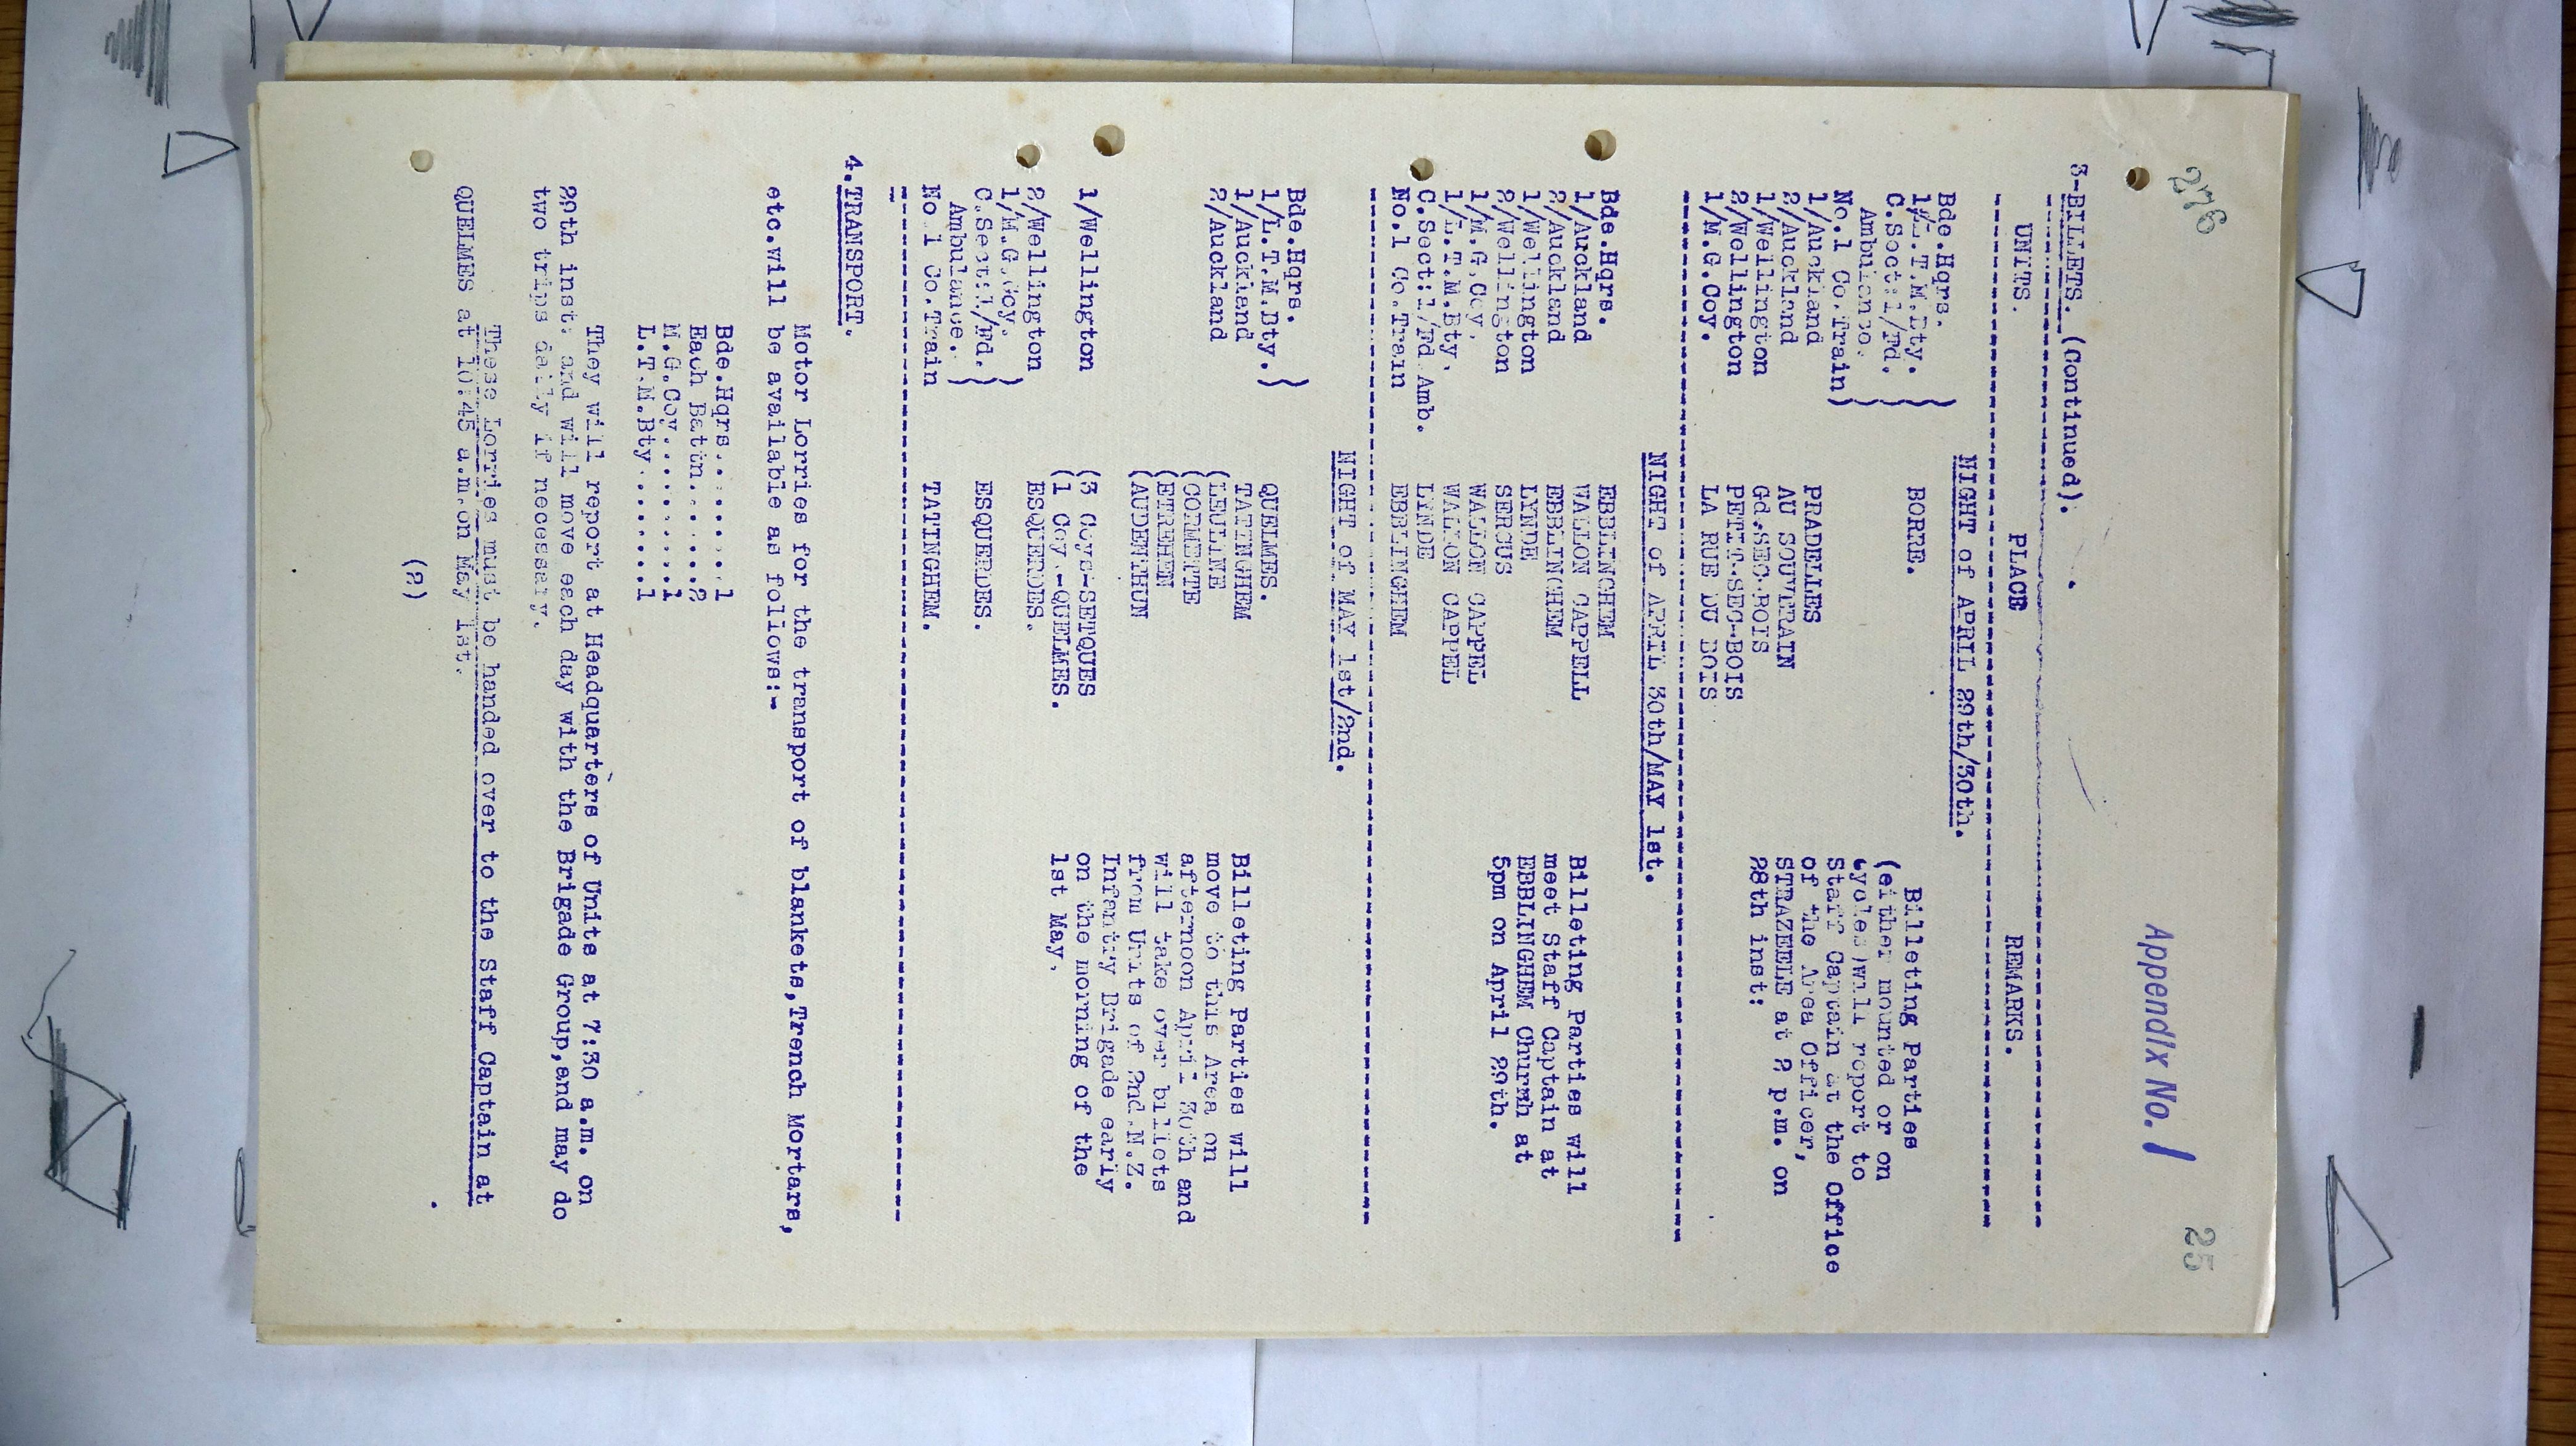 276
Appendix No. 1
25
3-BILLETS. (Continued).
UNITS. PLACE REMARKS.
NIGHT of APRIL 29th/30th.
Bde.Hqrs. }
1/L.T.M.Bty. } BORRE. Billeting Parties
C.Sect:1/Fd. } (either mounted or on
Ambulance. } cycles)will report to
No.1 Co.Train) Staff Captain at the Office
1/Auckland PRADELLES of the Area Officer,
2/Auckland AU SOUVERAIN STRAZEELE at 2 p.m. on
1/Wellington Gd.SEC-BOIS 28th inst:
2/Wellington PETIT-SEC-BOIS
1/M.G.Coy. LA RUE DU BOIS
NIGHT of APRIL 30th/MAY 1st.
Bde.Hqrs. EBBLINGHEM
1/Auckland WALLON CAPPELL Billeting Parties will
2/Auckland EBBLINGHEM meet Staff Captain at
1/Wellington LYNDE EBBLINGHEM Churmh at
2/Wellington SERCUS 5pm on April 29th.
1/M.G.Coy. WALLON CAPPEL
1/L.T.M.Bty. WALLON CAPPEL
C.Sect:1/Fd Amb. LYNDE
No.1 Co.Train EBBLINGHEM
NIGHT of MAY 1st/2nd.
Bde.Hqrs. }
1/L.T.M.Bty.} QUELMES.
1/Auckland TATINGHEM Billeting Parties will
2/Auckland (LEULINE move to this Area on
(CORMETTE afternoon April 30th and
(ETREHEN will take over billets
(AUDENTHUN from Units of 2nd.N.Z.
Infantry Brigade early
1/Wellington (3 Coys-SETQUES on the morning of the
(1 Coy.-QUELMES. 1st May.
2/Wellington ESQUERDES.
1/M.G.Coy. }
C.Sect:1/Fd. } ESQUERDES.
Ambulance. }
No.1 Co.Train TATINGHEM.
4.TRANSPORT.
Motor Lorries for the transport of blankets,Trench Mortars,
etc.will be available as follows:-
Bde.Hqrs.........1
Each Battn.......2
M.G.Coy..........1
L.T.M.Bty........1
They will report at Headquarters of Units at 7:30 a.m. on
29th inst: and will move each day with the Brigade Group,and may do
two trips daily if necessary.
These Lorries must be handed over to the Staff Captain at
QUELMES at 10:45 a.m.on May 1st.
(2)